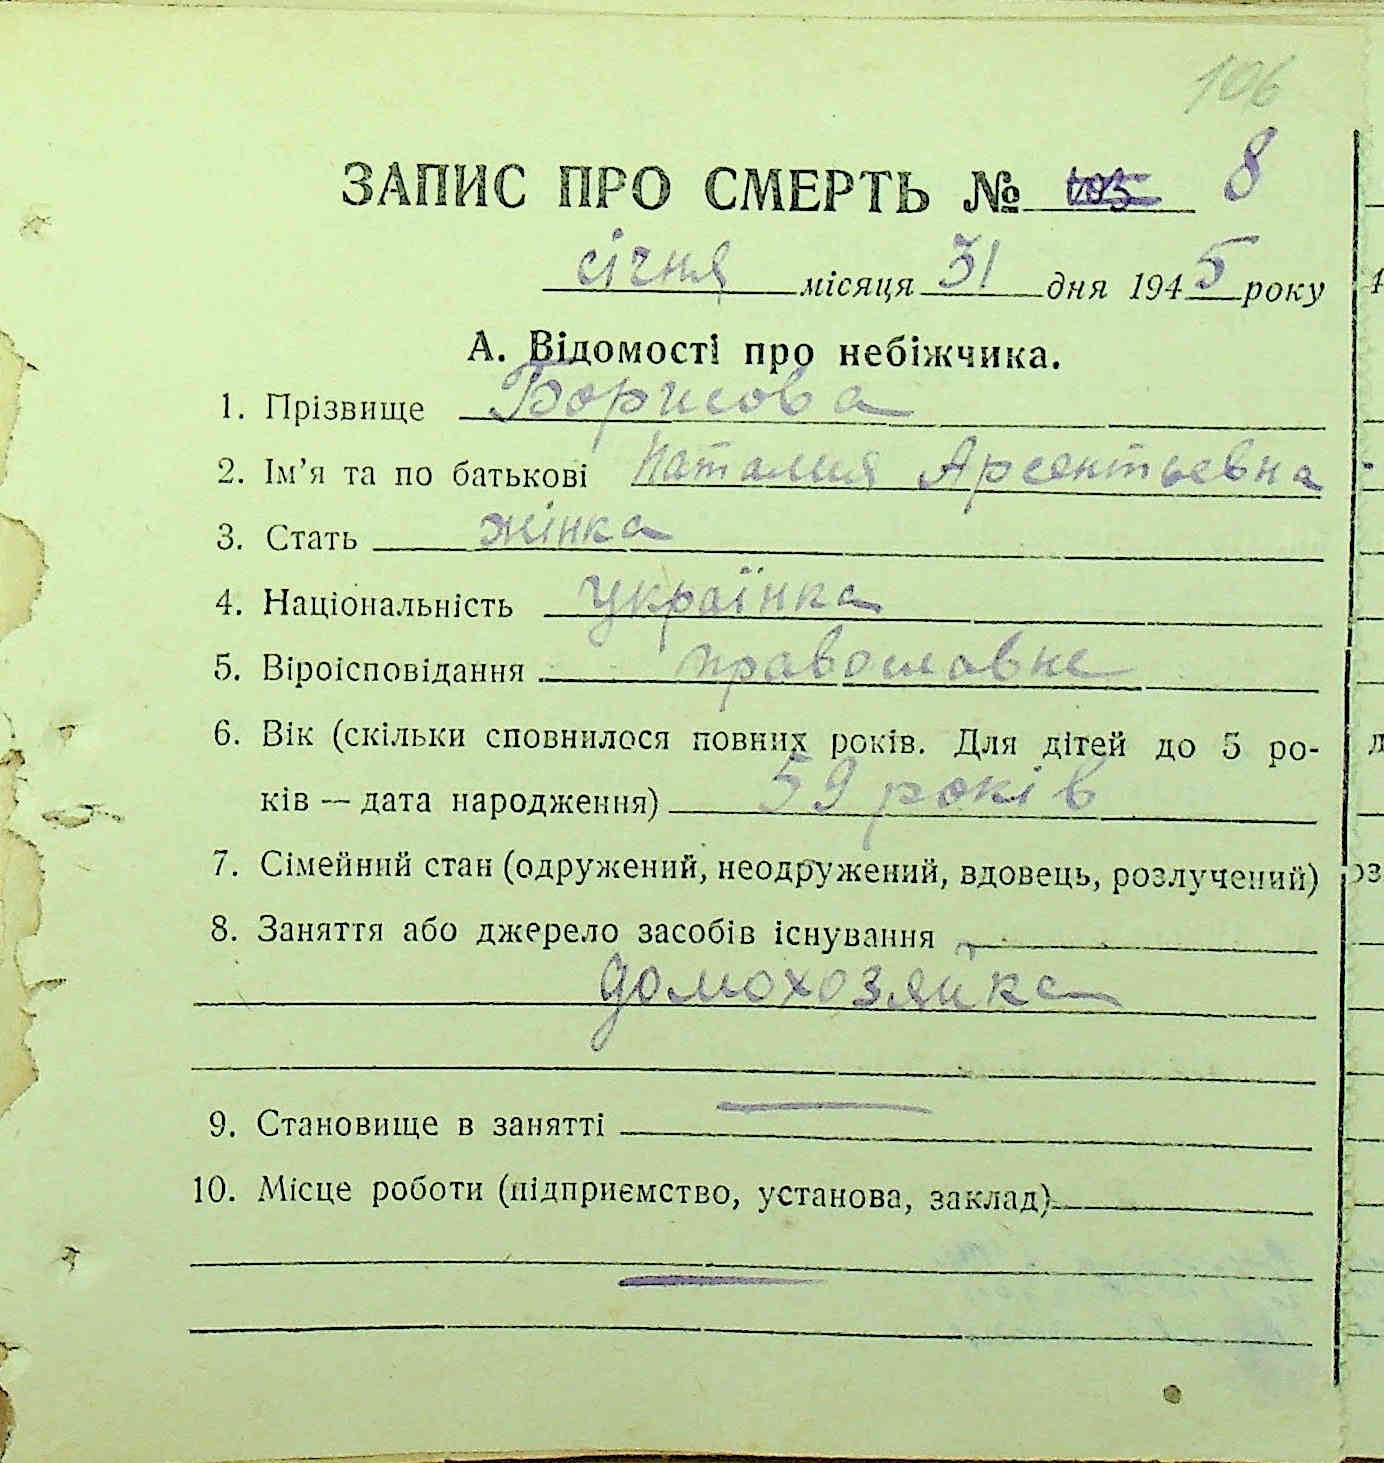 106
ЗАПИС ПРО СМЕРТЬ № 105 8
січня місяця 31 дня 1945 року
А. Відомості про небіжчика.
1. Прізвище Борисова
2. Ім'я та по батькові Наталия Арсентьевна
3. Стать жінка
4. Національність українка
5. Віроісповідання православне
6. Вік (скільки сповнилося повних років. Для дітей до 5 ро-
ків — дата народження) 59 років
7. Сімейний стан (одружений, неодружений, вдовець, розлучений)
8. Заняття або джерело засобів існування
домохозяйка
9. Становище в занятті
10. Місце роботи (підприємство, установа, заклад)